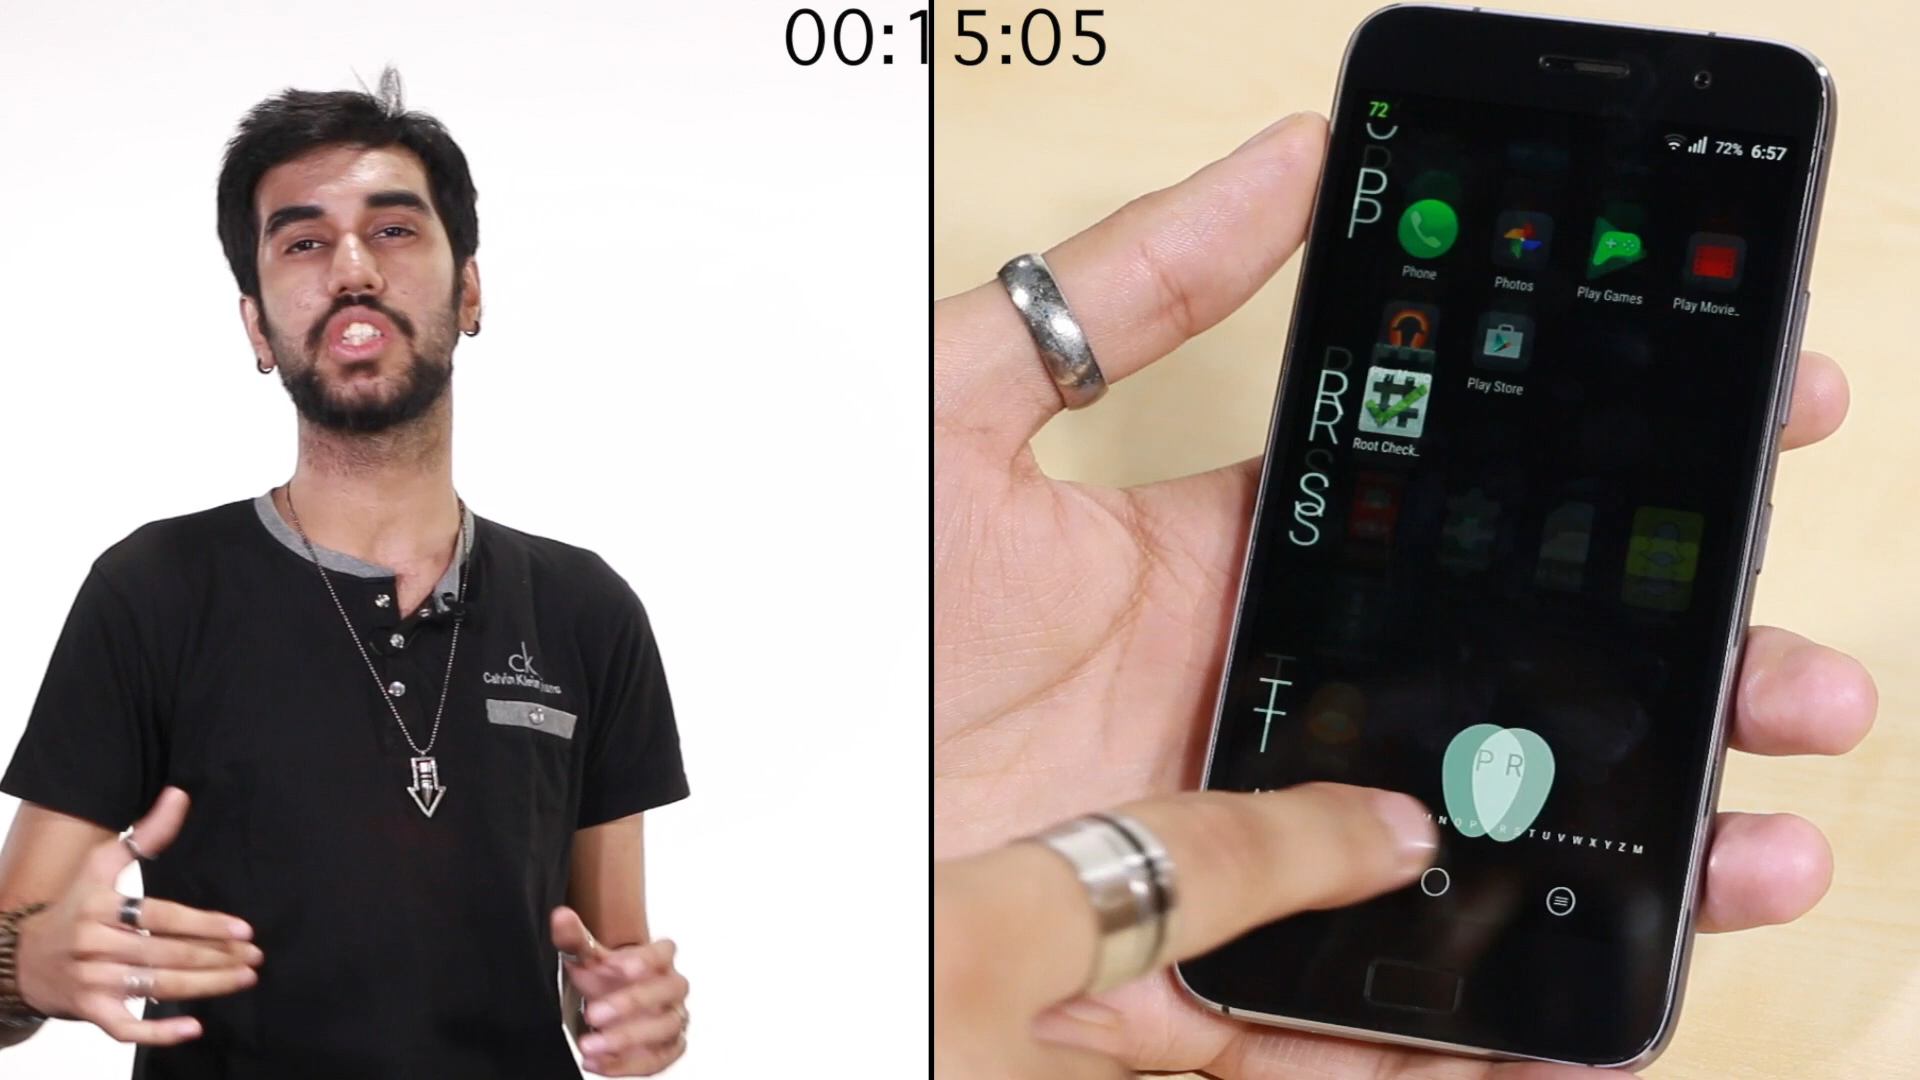 00:15:05
72
72% 6:57
P
P
Phone Photos Play Games Play Movie..
Play Store
R
R
Root Check..
S
S
T
T
P R
N O P R S T U V W X Y Z M
ck
Calvin Klein Jeans